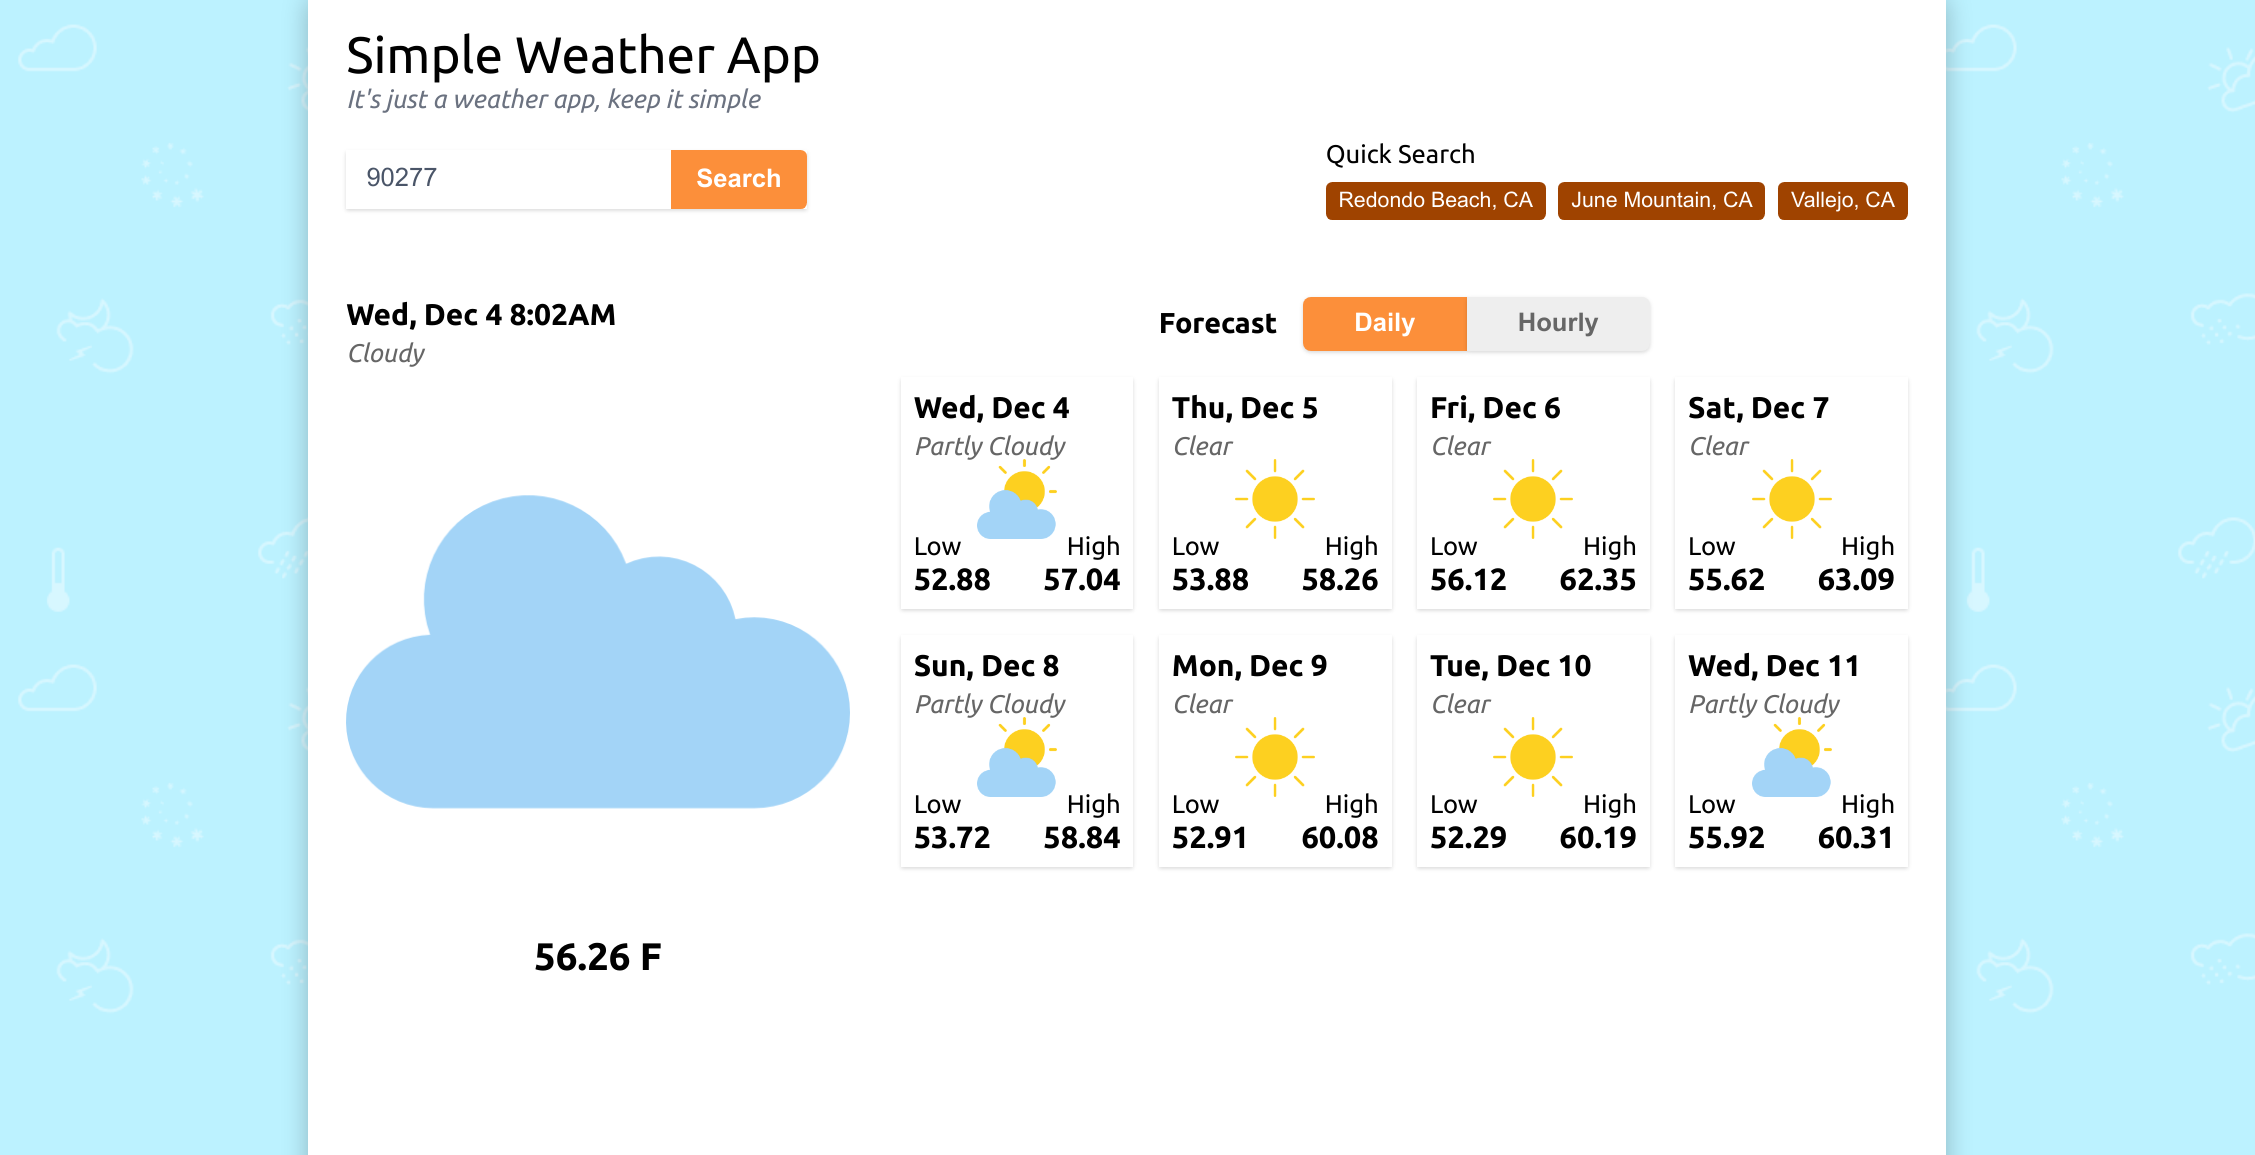 Simple Weather App
It's just a weather app, keep it simple
90277 Search
Quick Search
Redondo Beach, CA June Mountain, CA Vallejo, CA
Wed, Dec 4 8:02AM
Cloudy
56.26 F
Forecast Daily Hourly
Wed, Dec 4
Partly Cloudy
Low High
52.88 57.04
Thu, Dec 5
Clear
Low High
53.88 58.26
Fri, Dec 6
Clear
Low High
56.12 62.35
Sat, Dec 7
Clear
Low High
55.62 63.09
Sun, Dec 8
Partly Cloudy
Low High
53.72 58.84
Mon, Dec 9
Clear
Low High
52.91 60.08
Tue, Dec 10
Clear
Low High
52.29 60.19
Wed, Dec 11
Partly Cloudy
Low High
55.92 60.31